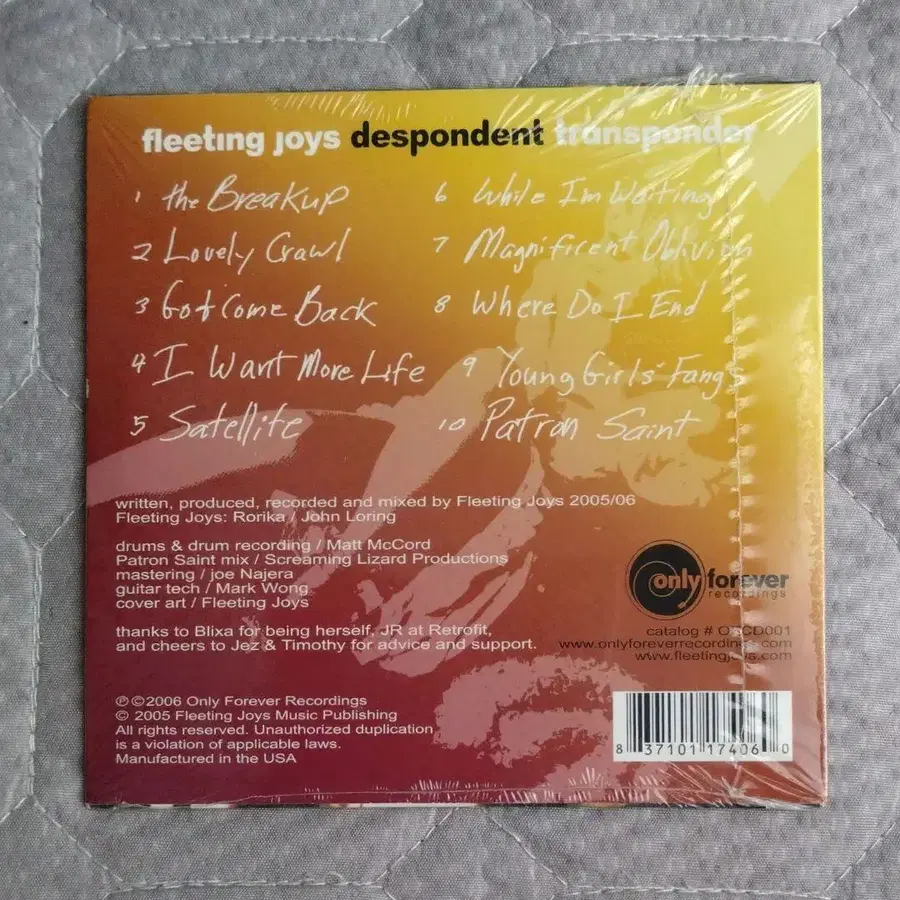 fleeting joys despondent transponder
1 the Breakup
2 Lovely Crawl
3 Go + Come Back
4 I Want More Life
5 Satellite
6 While Im Waiting
7 Magnificent Oblivion
8 Where Do I End
9 Young Girls' Fangs
10 Patron Saint
written, produced, recorded and mixed by Fleeting Joys 2005/06
Fleeting Joys: Rorika / John Loring
drums & drum recording / Matt McCord
Patron Saint mix / Screaming Lizard Productions
mastering / joe Najera
guitar tech / Mark Wong
cover art / Fleeting Joys
thanks to Blixa for being herself, JR at Retrofit,
and cheers to Jez & Timothy for advice and support.
only forever
recordings
catalog #
www.onlyforeverrecordings.com
www.fleetingjoys.com
℗©2006 Only Forever Recordings
© 2005 Fleeting Joys Music Publishing
All rights reserved. Unauthorized duplication
is a violation of applicable laws.
Manufactured in the USA
8 37101 17406 0